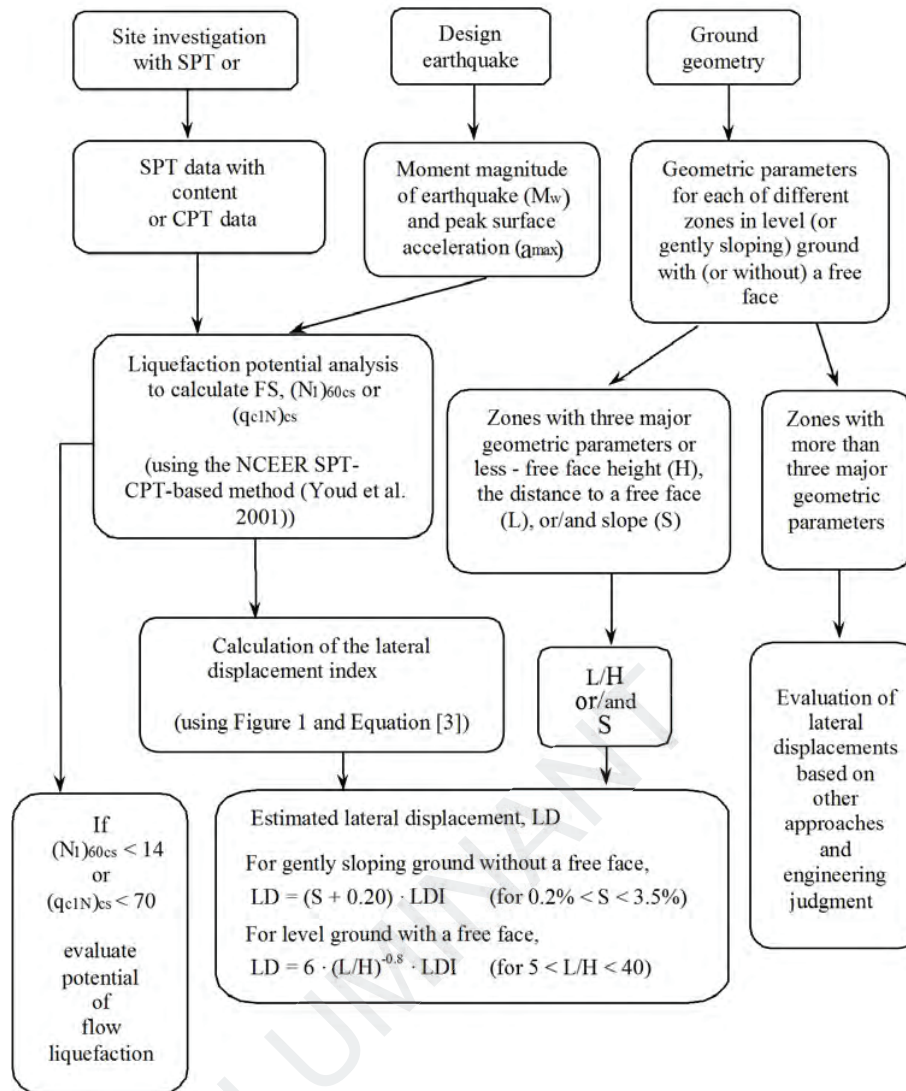 Site investigation
with SPT or
Design
earthquake
Ground
geometry
SPT data with
content
or CPT data
Moment magnitude
of earthquake (Mw)
and peak surface
acceleration (amax)
Geometric parameters
for each of different
zones in level (or
gently sloping) ground
with (or without) a free
face
Liquefaction potential analysis
to calculate FS, (N1)60cs or
(qc1N)cs
(using the NCEER SPT-
CPT-based method (Youd et al.
2001))
Zones with three major
geometric parameters or
less - free face height (H),
the distance to a free face
(L), or/and slope (S)
Zones with
more than
three major
geometric
parameters
Calculation of the lateral
displacement index
(using Figure 1 and Equation [3])
L/H
or/and
S
Evaluation of
lateral
displacements
based on
other
approaches
and
engineering
judgment
If
(N1)60cs < 14
or
(qc1N)cs < 70
evaluate
potential
of
flow
liquefaction
Estimated lateral displacement, LD
For gently sloping ground without a free face,
LD = (S + 0.20) · LDI (for 0.2% < S < 3.5%)
For level ground with a free face,
LD = 6 · (L/H)^-0.8 · LDI (for 5 < L/H < 40)
UMINANT